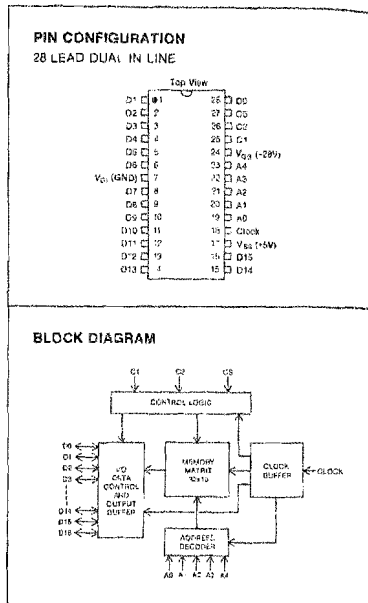 PIN CONFIGURATION
28 LEAD DUAL IN LINE
Top View
D1 1 28 D0
D2 2 27 C3
D3 3 26 C2
D4 4 25 C1
D5 5 24 VGG (-28V)
D6 6 23 A4
(GND) 7 22 A3
D7 8 21 A2
D8 9 20 A1
D9 10 19 A0
D10 11 18 Clock
D11 12 17 VSS (+5V)
D12 13 16 D15
D13 15 D14
BLOCK DIAGRAM
C1 C2 C3
CONTROL LOGIC
D0
D1
D2
D3
D14
D15
D16
I/O
DATA
CONTROL
AND
OUTPUT
BUFFER
MEMORY
MATRIX
CLOCK
BUFFER
CLOCK
ADDRESS
DECODER
A0 A1 A2 A3 A4